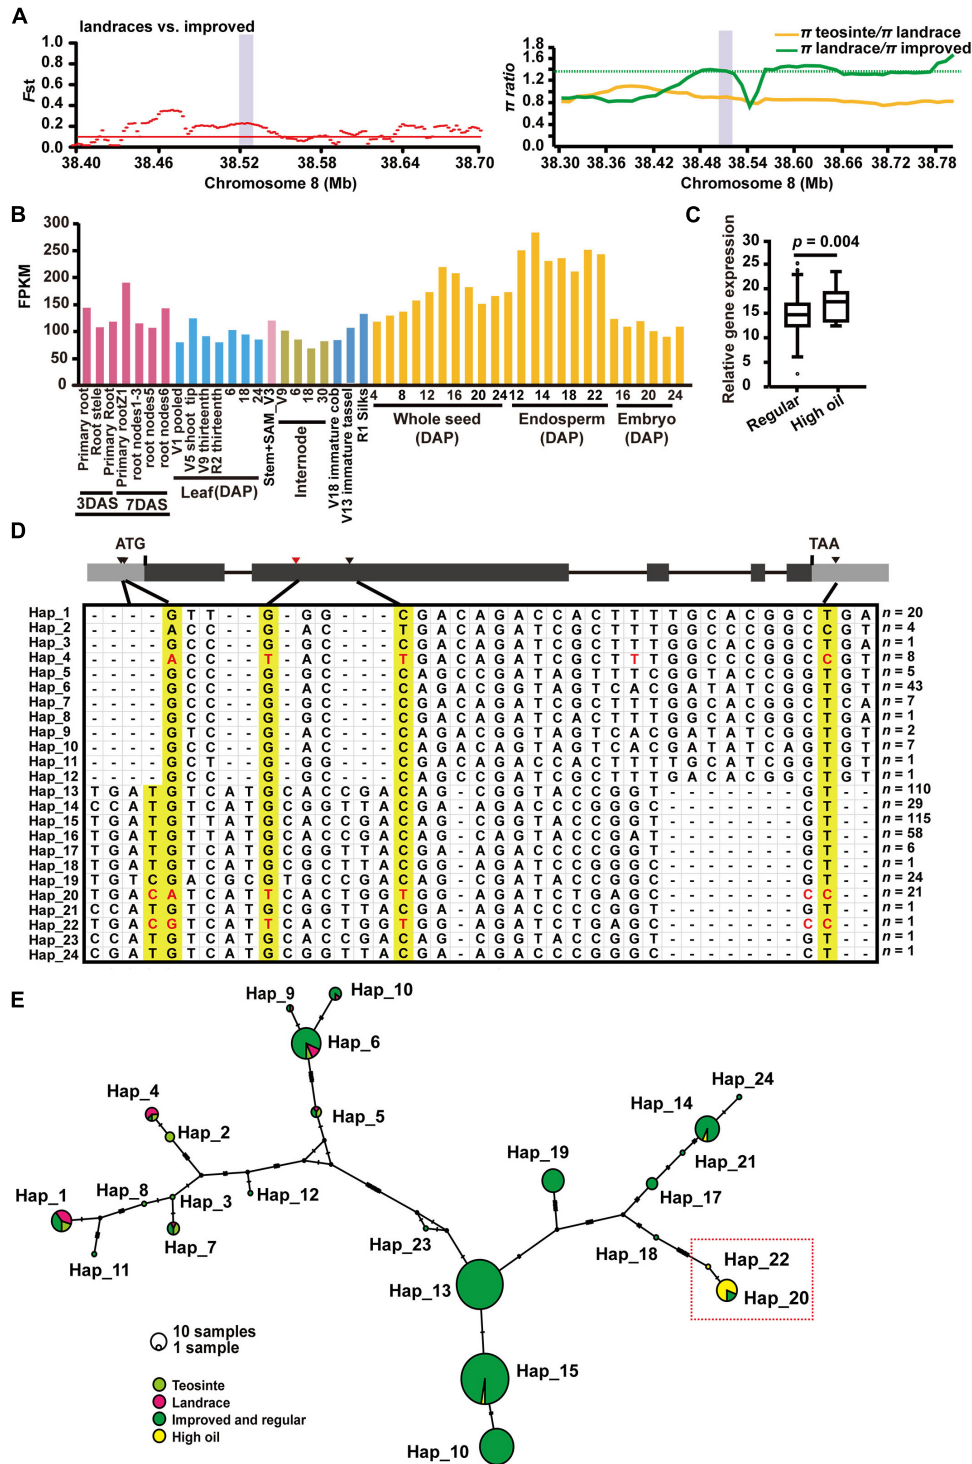 A
landraces vs. improved
1.0
0.8
0.6
0.4
0.2
0.0
Fst
38.40 38.46 38.52 38.58 38.64 38.70
Chromosome 8 (Mb)
π teosinte/π landrace
π landrace/π improved
1.8
1.6
1.2
0.8
0.4
0.0
π ratio
38.30 38.36 38.42 38.48 38.54 38.60 38.66 38.72 38.78
Chromosome 8 (Mb)
B
300
250
200
150
100
50
0
FPKM
Primary root
Root stele
Primary Root
Primary rootZ1
root nodes1-3
root nodes5
root nodes6
V1 pooled
V5 shoot tip
V9 thirtenth
R2 thirtenth
6
18
24
Stem+SAM_V3
V9
6
18
30
V18 immature cob
V13 immature tassel
R1 Silks
4 8 12 16 20 24 12 14 18 22 16 20 24
3DAS 7DAS
Leaf(DAP)
Internode
Whole seed (DAP)
Endosperm (DAP)
Embryo (DAP)
C
p = 0.004
30
25
20
15
10
5
0
Relative gene expression
Regular
High oil
D
ATG TAA
Hap_1 - - - - G T T - - G - G G - - - C G A C A G A C C A C T T T T G C A C G G C T G A n = 20
Hap_2 - - - - A C C - - G - A C - - - T G A C A G A T C G C T T T G G C C C G G C C G T n = 4
Hap_3 - - - - G C C - - G - G C - - - C G A C A G A T C G C T T T T G C A C G G C T G A n = 1
Hap_4 - - - - A C C - - T - A C - - - T G A C A G A T C G C T T T G G C C C G G C C G T n = 8
Hap_5 - - - - G C C - - G - G C - - - C A G C C G A T A G T T T C G G T A C C G G T G T n = 5
Hap_6 - - - - G C C - - G - A C - - - C A G A C G G T A G T C A C G A T A T C G G T G T n = 43
Hap_7 n = 7
Hap_8 n = 1
Hap_9 - - - - G T C - - G - A C - - - C A G A C G G T A G T C A C G A T A T C G G T G T n = 2
Hap_10 - - - - G C C - - G - A C - - - C A G A C A G T A G T C A C G A T A T C A G T G T n = 7
Hap_11 n = 1
Hap_12 - - - - G C C - - G - G C - - - C A G C C G A T C G C T T T T G A C A C G G C T G T n = 1
Hap_13 T G A T G T C A T G C A C C G A C A G - C G G T A C C G G T - - - - - - - G T - - n = 110
Hap_14 C C A T G T C A T G C G G T T A C G A - A G A C C C C G G C - - - - - - - G T - - n = 29
Hap_15 T G A T G T T A T G C A C C G A C A G - C G G T A C C G G T - - - - - - - G T - - n = 115
Hap_16 T G A T G T T A T G C A C C G A C A G - C A G T A C C G A T - - - - - - - G T - - n = 58
Hap_17 T G A T G T C A T G C G G T T A C G G - A G A T C C C G G T - - - - - - - G T - - n = 6
Hap_18 T G A T G T C A T G C G C T T A C G G - A G A T C C G G G C - - - - - - - G T - - n = 1
Hap_19 T G T C G A C G C G T G C C G A C A G - C G A T A C C G G C - - - - - - - G T - - n = 24
Hap_20 T G A C A T C A T T C A C T G G T G G - A G A T C T G A G C - - - - - - - C C - - n = 21
Hap_21 C C A T G T C A T G C G G T T A C G A - A G A C C C C G G T - - - - - - - G T - - n = 1
Hap_22 T G A C G T C A T T C A C T G G T G G - A G A T C T G A G C - - - - - - - C C - - n = 1
Hap_23 C C A T G T C A T G C A C C G A C A G - C G G T A C C G G T - - - - - - - G T - - n = 1
Hap_24 C G A T G T C A T G C G G T T A C G A - A G A C C C G G G C - - - - - - - C T - - n = 1
E
Hap_9
Hap_10
Hap_6
Hap_5
Hap_4
Hap_2
Hap_1
Hap_8
Hap_3
Hap_12
Hap_7
Hap_11
Hap_23
Hap_13
Hap_19
Hap_24
Hap_14
Hap_21
Hap_17
Hap_18
Hap_22
Hap_20
Hap_15
Hap_10
10 samples
1 sample
Teosinte
Landrace
Improved and regular
High oil